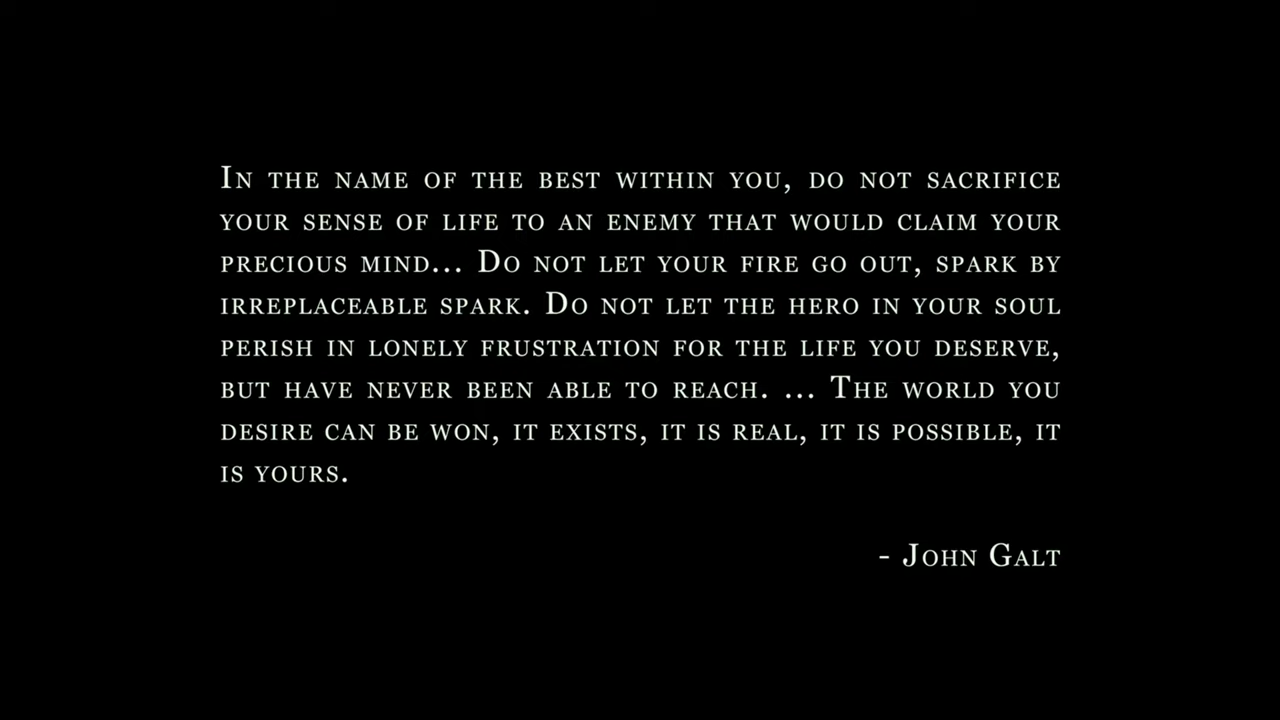 In the name of the best within you, do not sacrifice
your sense of life to an enemy that would claim your
precious mind... Do not let your fire go out, spark by
irreplaceable spark. Do not let the hero in your soul
perish in lonely frustration for the life you deserve,
but have never been able to reach. ... The world you
desire can be won, it exists, it is real, it is possible, it
is yours.
- John Galt